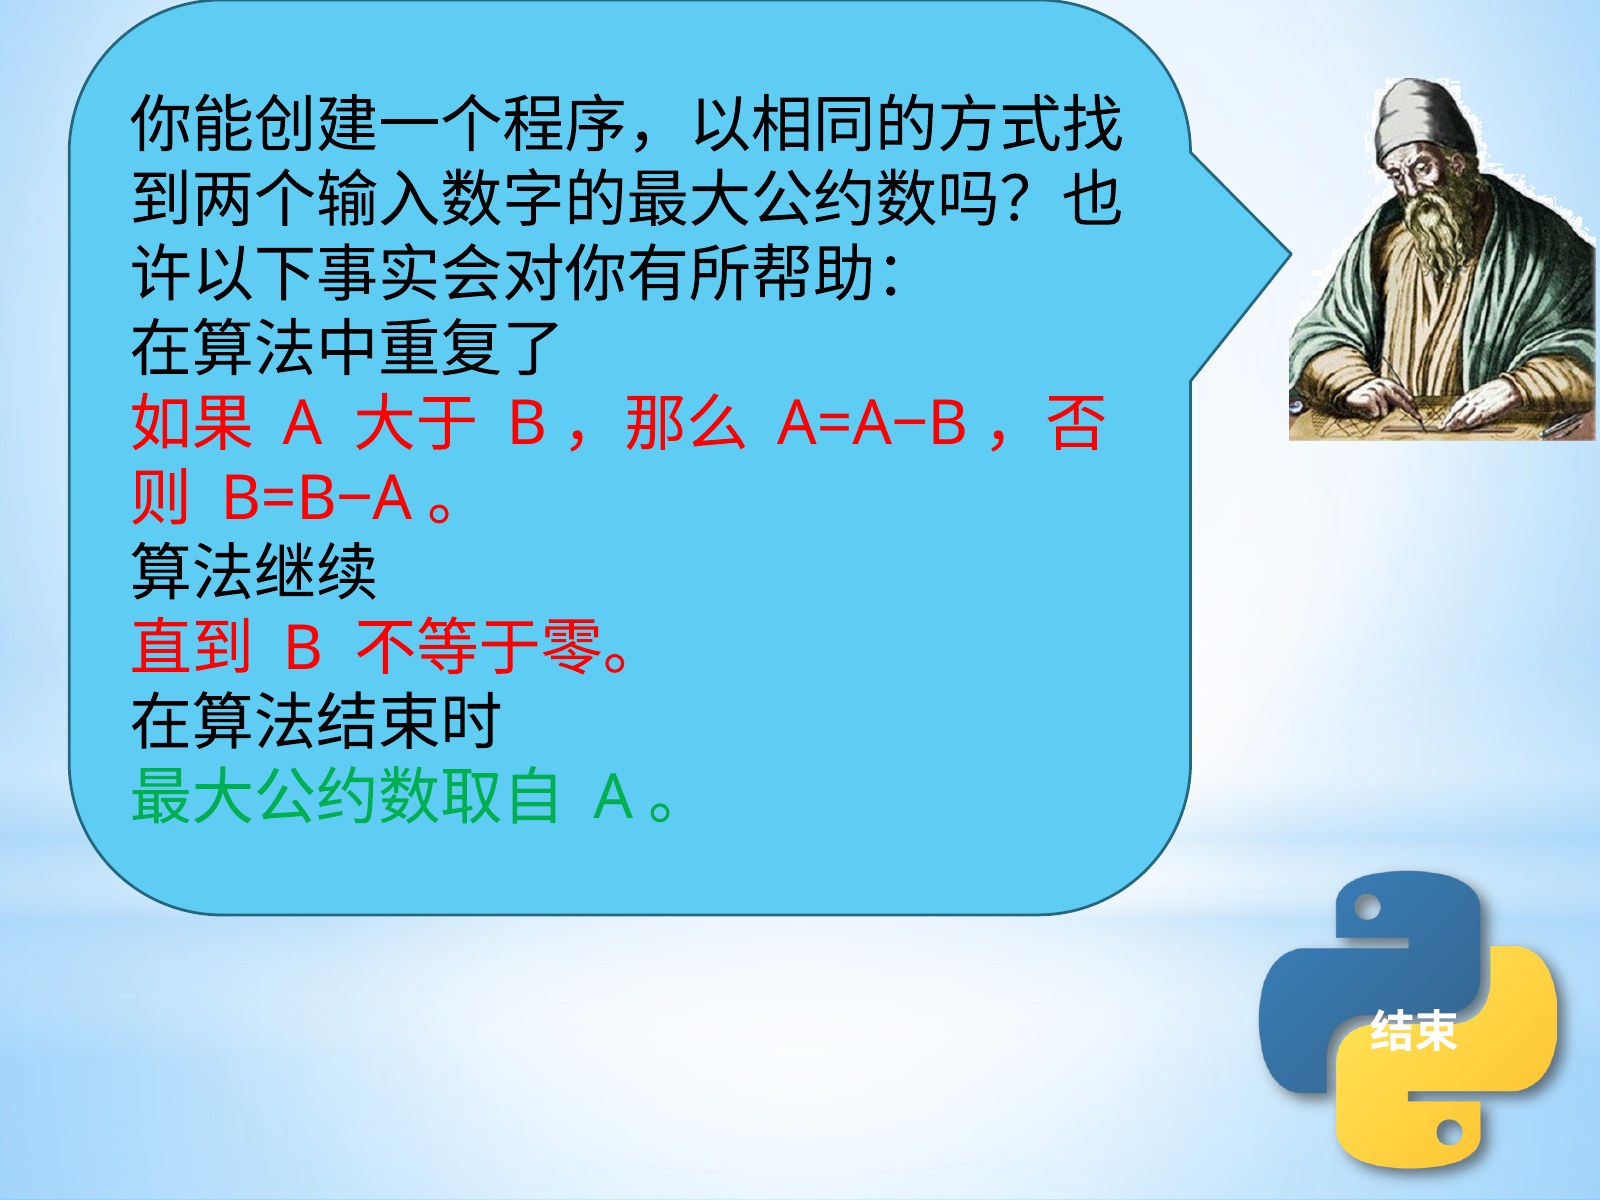 你能创建一个程序，以相同的方式找
到两个输入数字的最大公约数吗？也
许以下事实会对你有所帮助：
在算法中重复了
如果 A 大于 B，那么 A=A−B，否
则 B=B−A。
算法继续
直到 B 不等于零。
在算法结束时
最大公约数取自 A。
结束